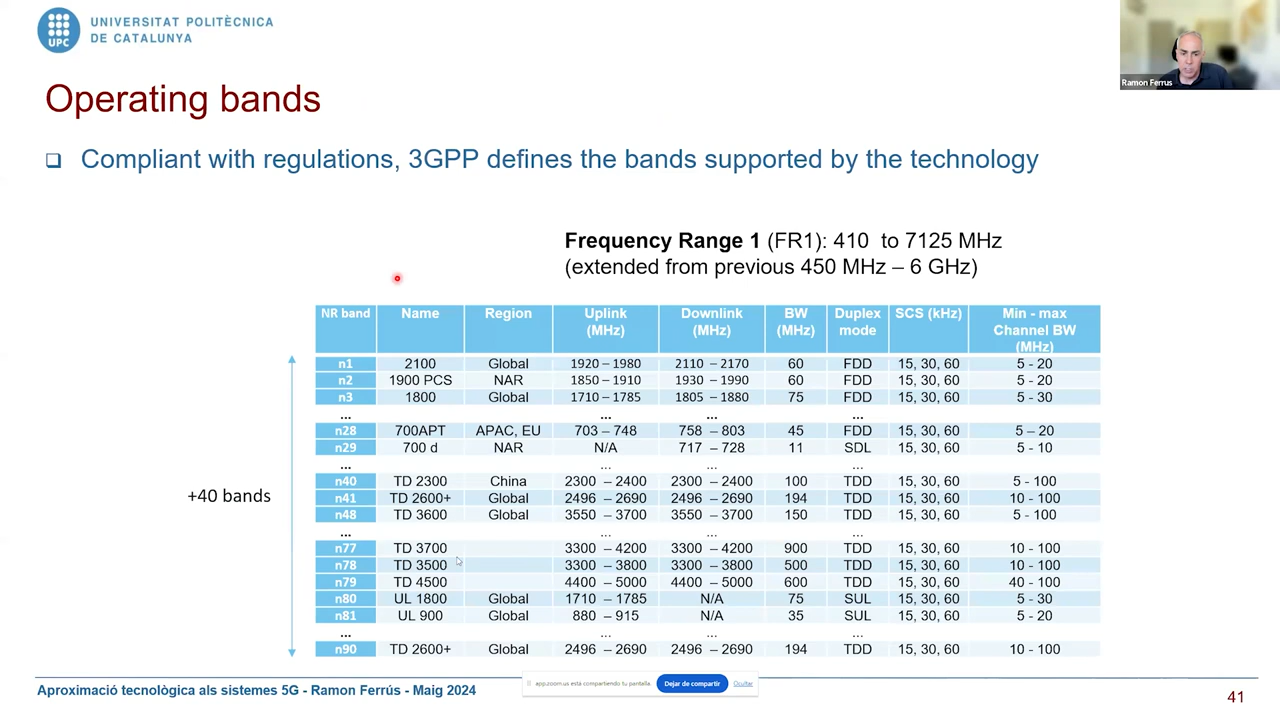 UNIVERSITAT POLITÈCNICA
DE CATALUNYA
UPC
Ramon Ferrus
Operating bands
Compliant with regulations, 3GPP defines the bands supported by the technology
Frequency Range 1 (FR1): 410 to 7125 MHz
(extended from previous 450 MHz – 6 GHz)
NR band Name Region Uplink (MHz) Downlink (MHz) BW (MHz) Duplex mode SCS (kHz) Min - max Channel BW (MHz)
n1 2100 Global 1920 – 1980 2110 – 2170 60 FDD 15, 30, 60 5 - 20
n2 1900 PCS NAR 1850 – 1910 1930 – 1990 60 FDD 15, 30, 60 5 - 20
n3 1800 Global 1710 – 1785 1805 – 1880 75 FDD 15, 30, 60 5 - 30
... ... ... ...
n28 700APT APAC, EU 703 – 748 758 – 803 45 FDD 15, 30, 60 5 – 20
n29 700 d NAR N/A 717 – 728 11 SDL 15, 30, 60 5 - 10
... ... ... ...
n40 TD 2300 China 2300 – 2400 2300 – 2400 100 TDD 15, 30, 60 5 - 100
n41 TD 2600+ Global 2496 – 2690 2496 – 2690 194 TDD 15, 30, 60 10 - 100
n48 TD 3600 Global 3550 – 3700 3550 – 3700 150 TDD 15, 30, 60 5 - 100
... ... ... ...
n77 TD 3700 3300 – 4200 3300 – 4200 900 TDD 15, 30, 60 10 - 100
n78 TD 3500 3300 – 3800 3300 – 3800 500 TDD 15, 30, 60 10 - 100
n79 TD 4500 4400 – 5000 4400 – 5000 600 TDD 15, 30, 60 40 - 100
n80 UL 1800 Global 1710 – 1785 N/A 75 SUL 15, 30, 60 5 - 30
n81 UL 900 Global 880 – 915 N/A 35 SUL 15, 30, 60 5 - 20
... ... ... ...
n90 TD 2600+ Global 2496 – 2690 2496 – 2690 194 TDD 15, 30, 60 10 - 100
+40 bands
Aproximació tecnològica als sistemes 5G - Ramon Ferrús - Maig 2024
app.zoom.us está compartiendo tu pantalla. Dejar de compartir Ocultar
41